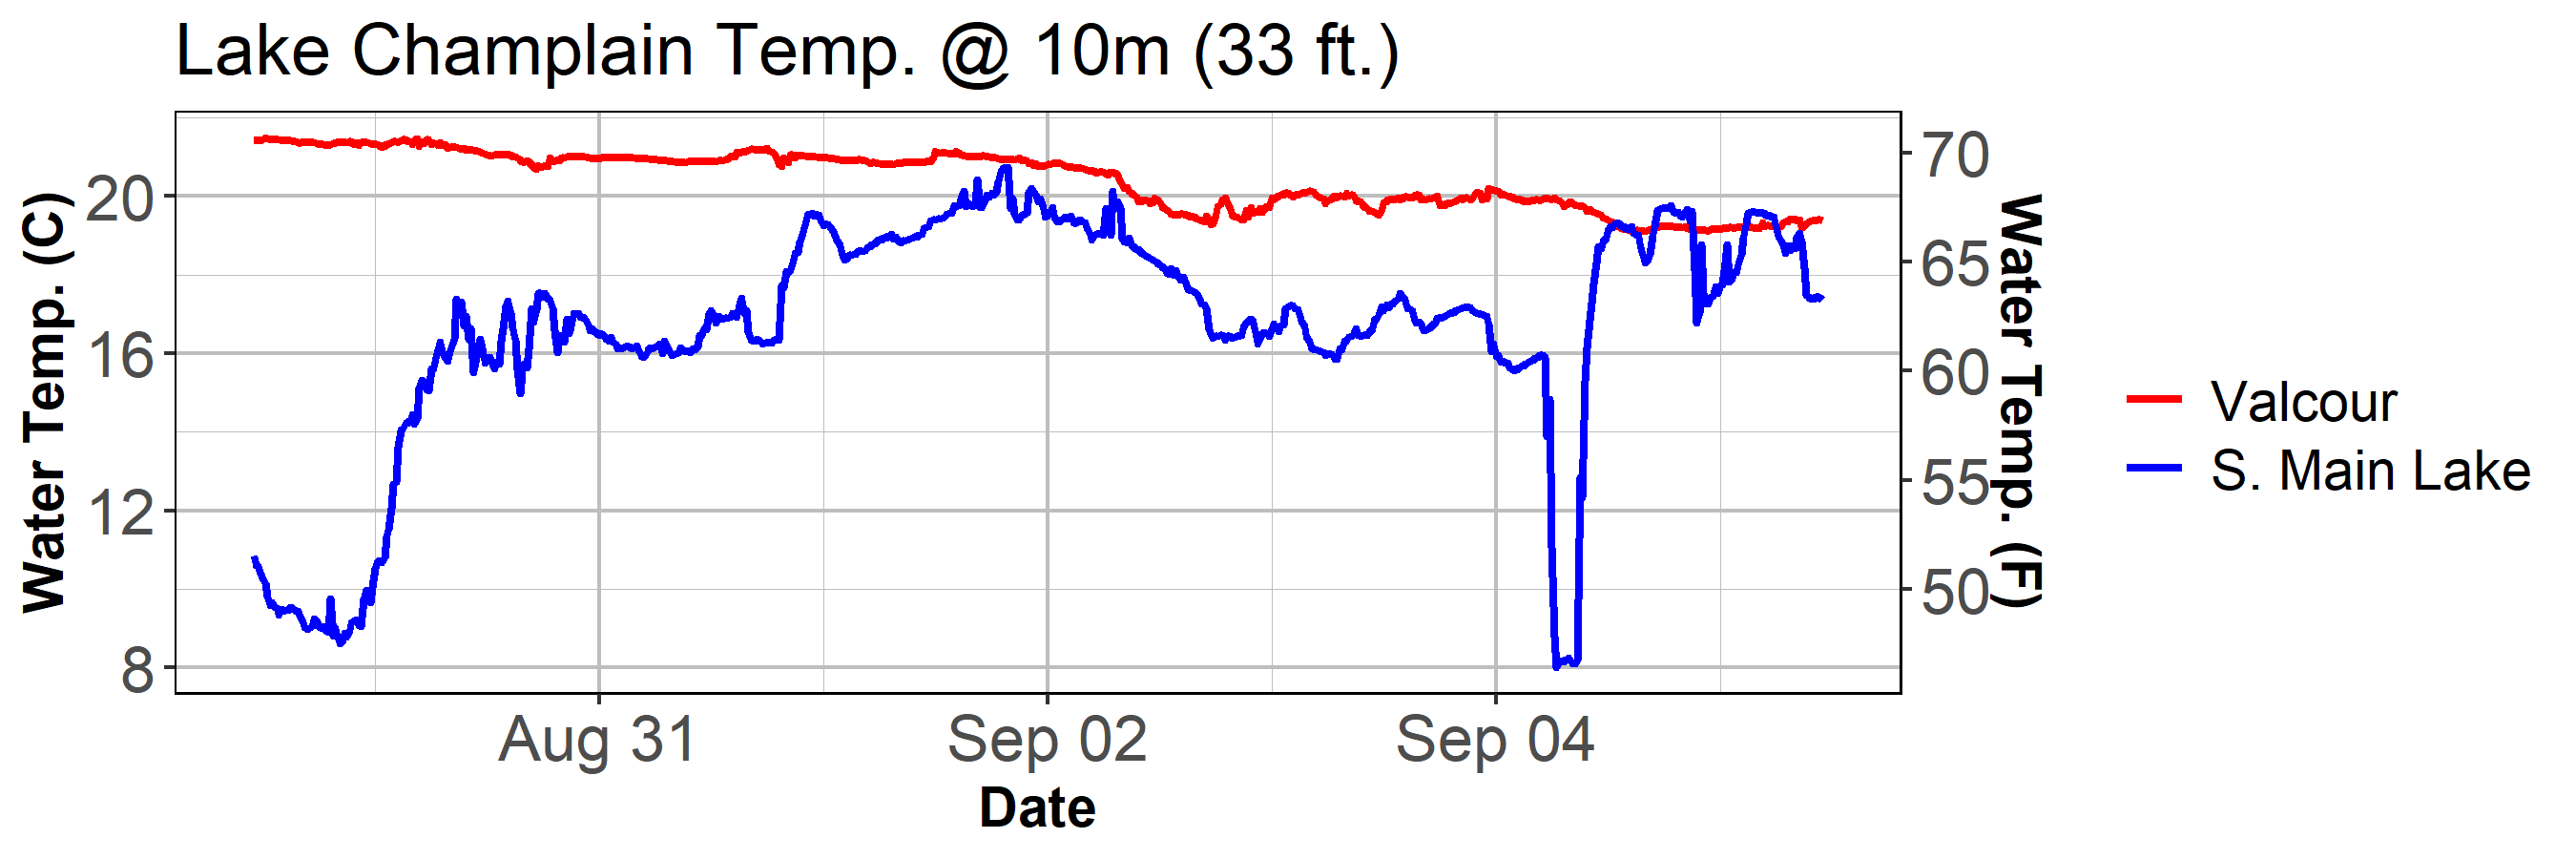 Lake Champlain Temp. @ 10m (33 ft.)
Water Temp. (C)
20
16
12
8
70
65
60
55
50
Water Temp. (F)
Valcour
S. Main Lake
Aug 31
Sep 02
Sep 04
Date